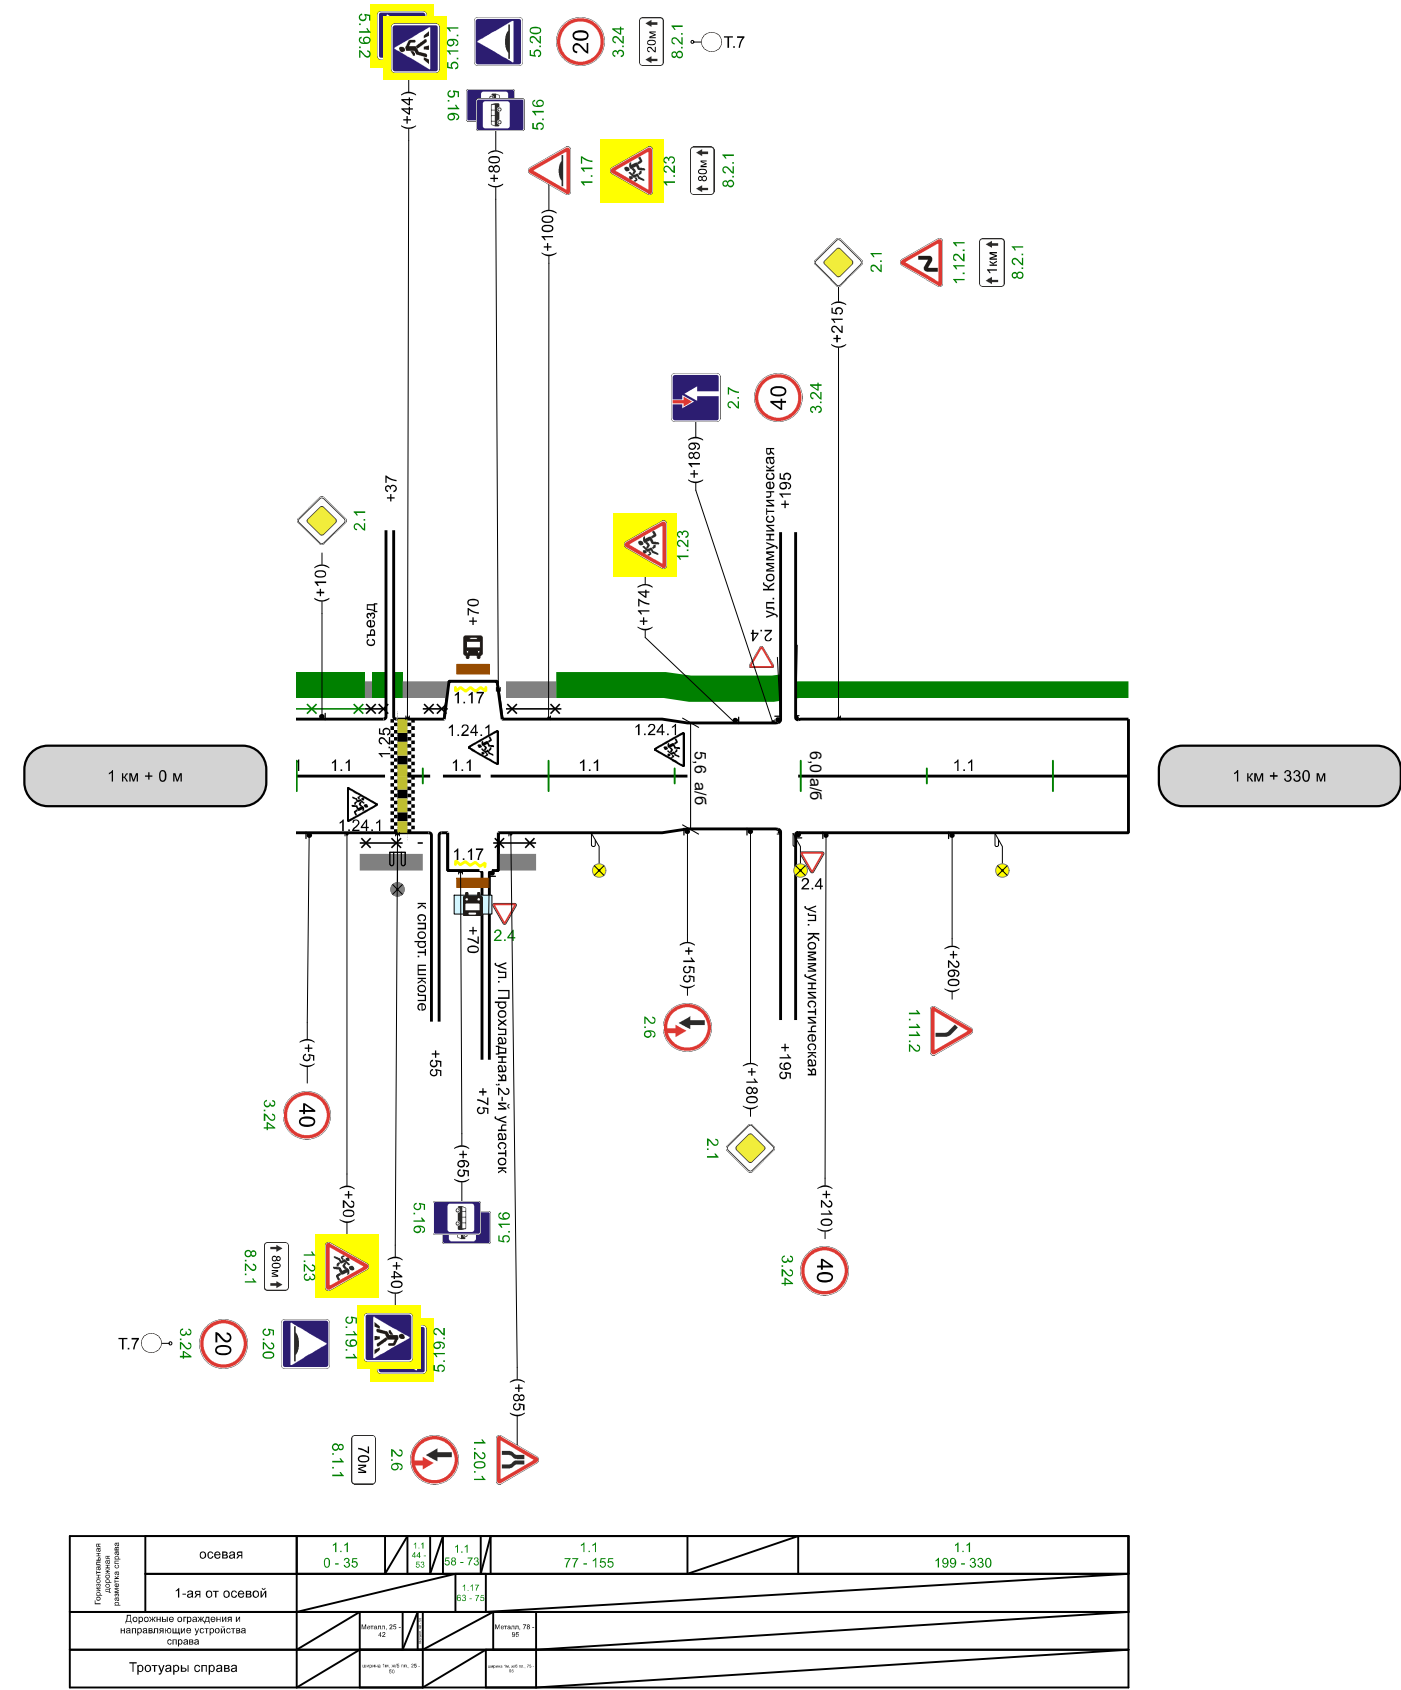 5.19.2
5.19.1
5.20
20
3.24
20м
8.2.1
Т.7
(+44)
5.16
5.16
(+80)
1.17
1.23
80м
8.2.1
(+100)
2.1
1.12.1
1км
8.2.1
(+215)
2.7
40
3.24
(+189)
ул. Коммунистическая
+195
+37
2.1
(+10)
съезд
+70
1.23
(+174)
2.4
1.17
1.25
1.24.1
1.24.1
1 км + 0 м
1.1
1.1
1.1
5,6 а/б
6,0 а/б
1.1
1 км + 330 м
1.24.1
1.17
2.4
к спорт. школе
+70
2.4
ул. Прохладная,2-й участок
ул. Коммунистическая
(+155)
2.6
(+260)
1.11.2
(+5)
40
3.24
+55
+75
(+180)
2.1
+195
(+65)
5.16
5.16
(+20)
1.23
80м
8.2.1
(+210)
40
3.24
(+40)
5.19.1
5.19.2
5.20
20
3.24
Т.7
(+85)
1.20.1
2.6
70м
8.1.1
Горизонтальная дорожная разметка справа
осевая
1.1
0 - 35
1.1
44 - 53
1.1
58 - 73
1.1
77 - 155
1.1
199 - 330
1-ая от осевой
1.17
63 - 75
Дорожные ограждения и
направляющие устройства
справа
Металл, 25 -
42
Металл, 78 -
95
Тротуары справа